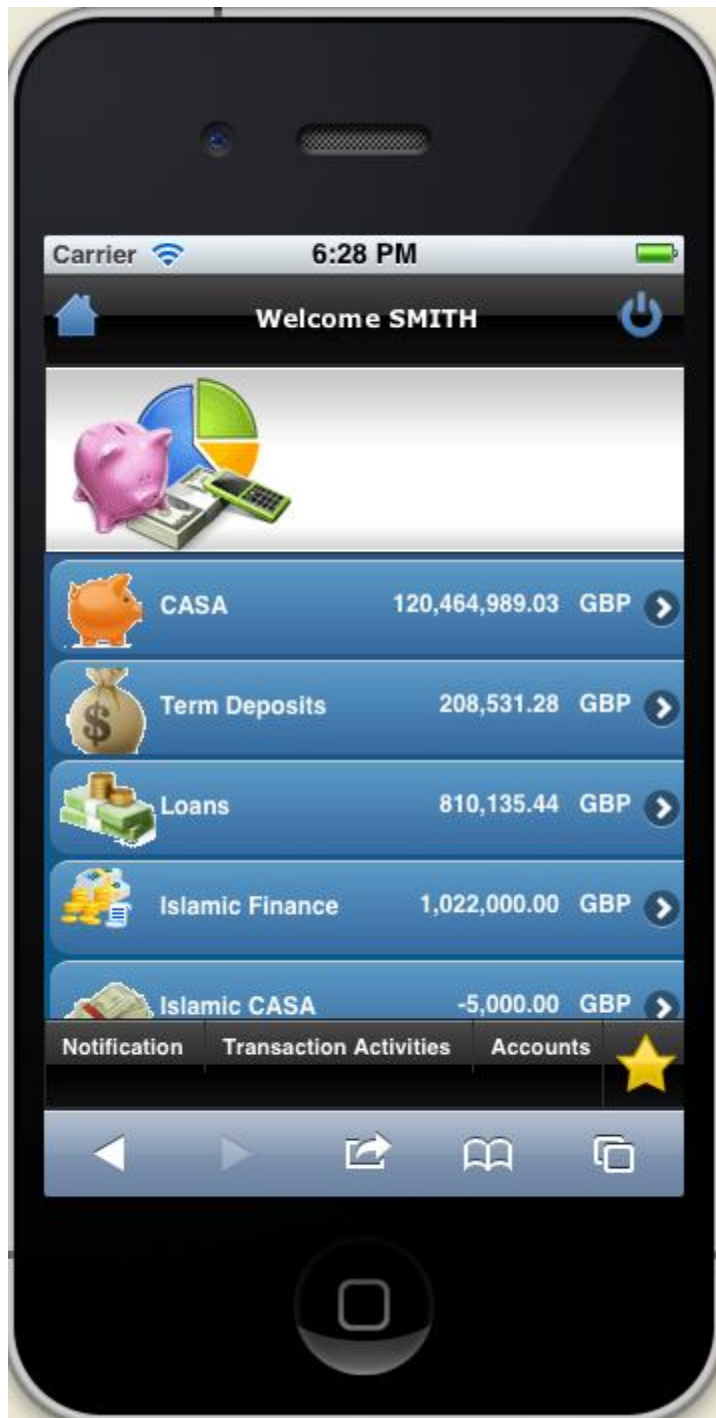 Carrier 6:28 PM
Welcome SMITH
CASA 120,464,989.03 GBP
$
Term Deposits 208,531.28 GBP
Loans 810,135.44 GBP
Islamic Finance 1,022,000.00 GBP
Islamic CASA -5,000.00 GBP
Notification Transaction Activities Accounts